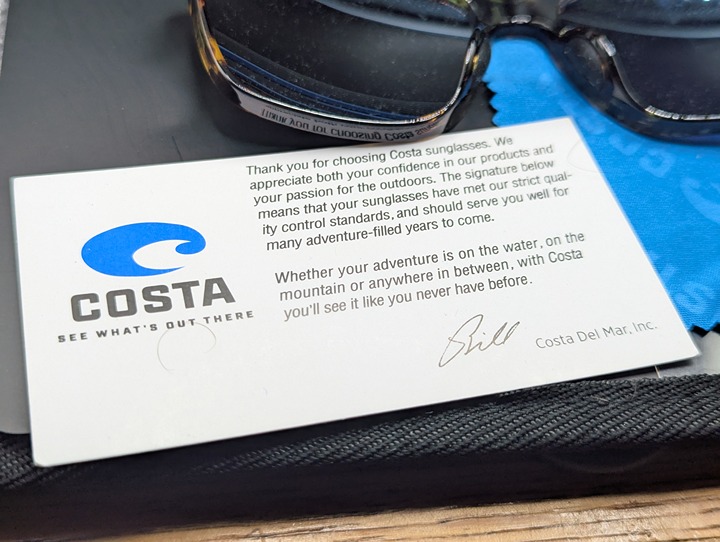 Thank you for choosing Costa sunglasses. We
appreciate both your confidence in our products and
your passion for the outdoors. The signature below
means that your sunglasses have met our strict qual-
ity control standards, and should serve you well for
many adventure-filled years to come.
Whether your adventure is on the water, on the
mountain or anywhere in between, with Costa
you'll see it like you never have before.
COSTA
SEE WHAT'S OUT THERE
Costa Del Mar, Inc.